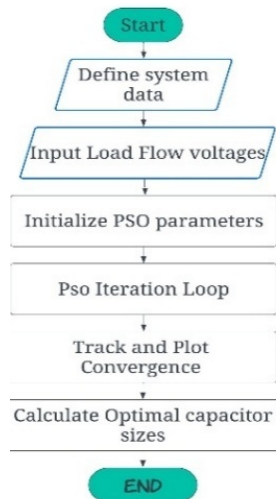 Start
Define system
data
Input Load Flow voltages
Initialize PSO parameters
Pso Iteration Loop
Track and Plot
Convergence
Calculate Optimal capacitor
sizes
END